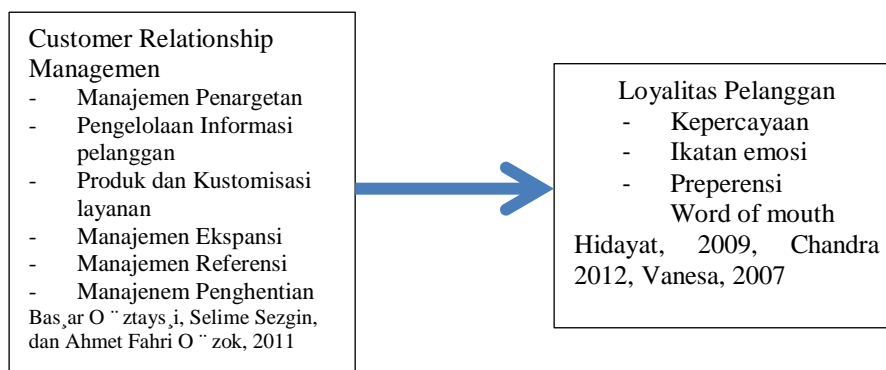 Customer Relationship
Managemen
- Manajemen Penargetan
- Pengelolaan Informasi
pelanggan
- Produk dan Kustomisasi
layanan
- Manajemen Ekspansi
- Manajemen Referensi
- Manajenem Penghentian
Bas¸ar O ¨ ztays¸i, Selime Sezgin,
dan Ahmet Fahri O ¨ zok, 2011
Loyalitas Pelanggan
- Kepercayaan
- Ikatan emosi
- Preperensi
Word of mouth
Hidayat, 2009, Chandra
2012, Vanesa, 2007